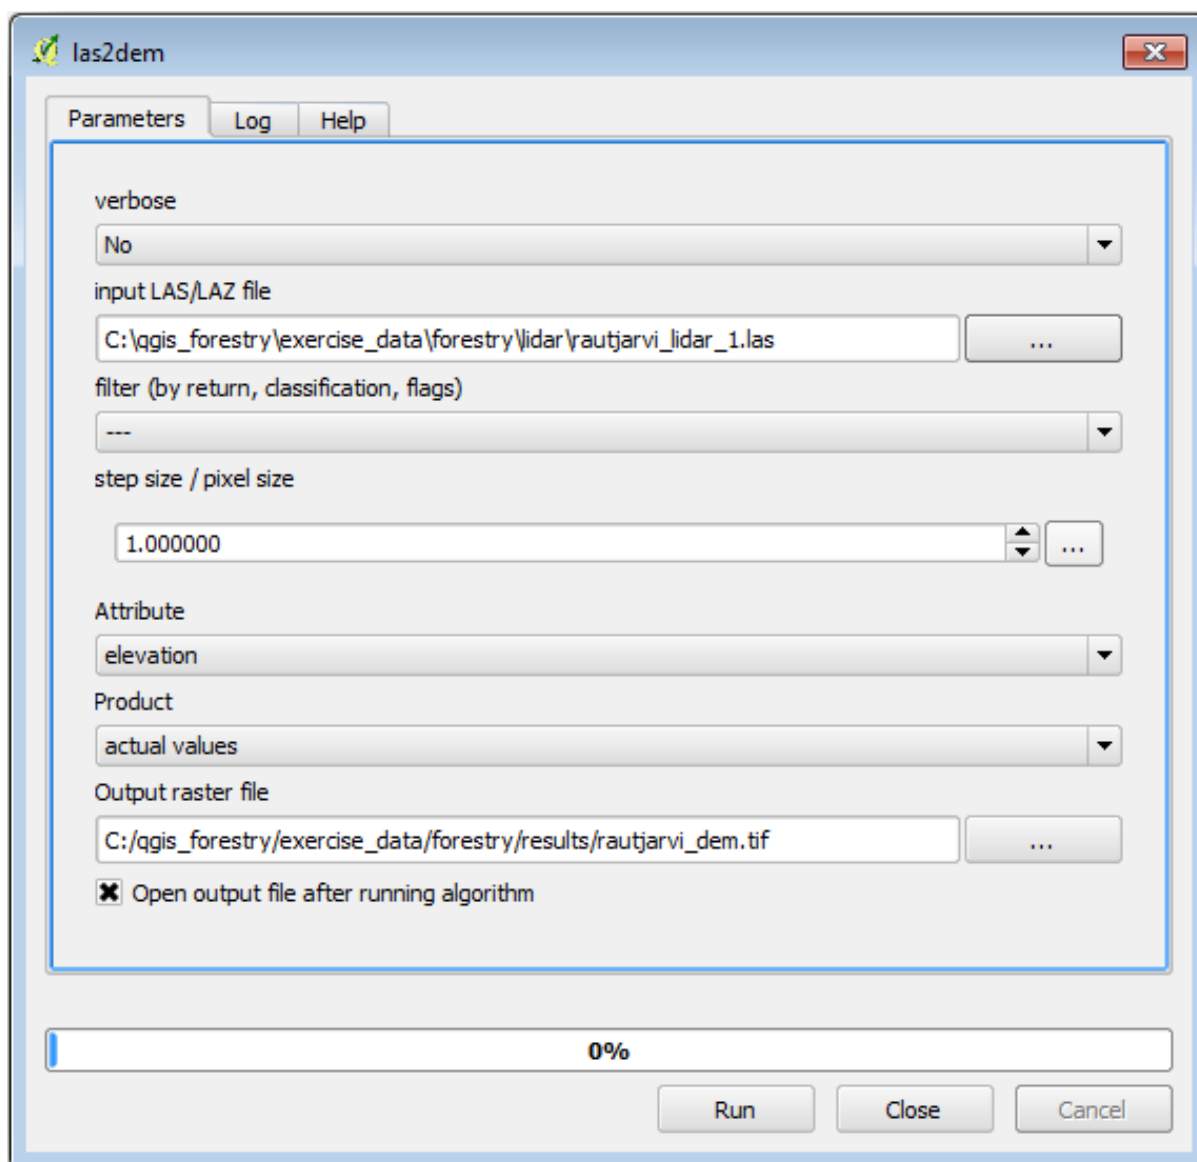 las2dem
Parameters Log Help
verbose
No
input LAS/LAZ file
C:\qgis_forestry\exercise_data\forestry\lidar\rautjarvi_lidar_1.las ...
filter (by return, classification, flags)
---
step size / pixel size
1.000000 ...
Attribute
elevation
Product
actual values
Output raster file
C:/qgis_forestry/exercise_data/forestry/results/rautjarvi_dem.tif ...
Open output file after running algorithm
0%
Run Close Cancel